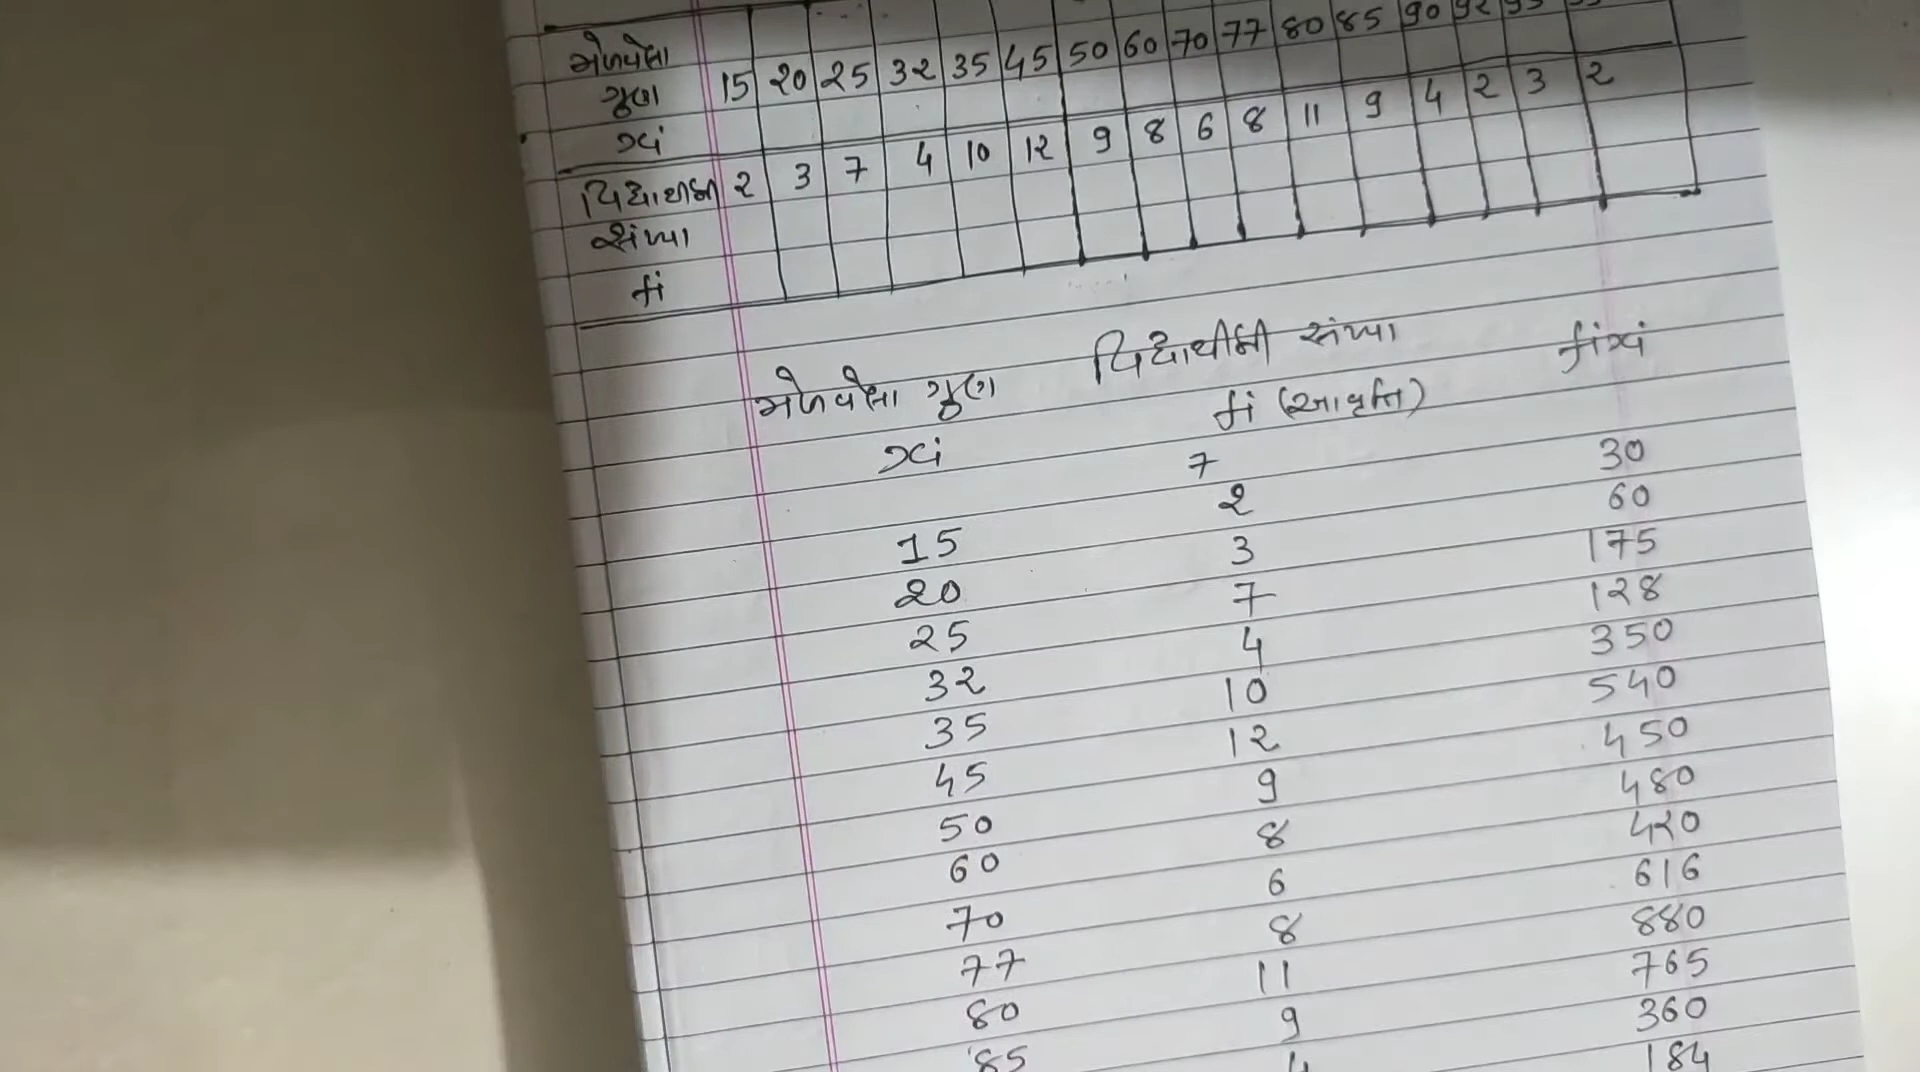 મેળવેલા
ગુણ 15 20 25 32 35 45 50 60 70 77 80 85 90 92
xi
વિદ્યાર્થીની 2 3 7 4 10 12 9 8 6 8 11 9 4 2 3 2
સંખ્યા
fi
મેળવેલા ગુણ વિદ્યાર્થીની સંખ્યા fixi
xi fi (આવૃત્તિ)
7 30
2 60
15 3 175
20 7 128
25 4 350
32 10 540
35 12 450
45 9 480
50 8 420
60 6 616
70 8 880
77 11 765
80 9 360
85 4 184